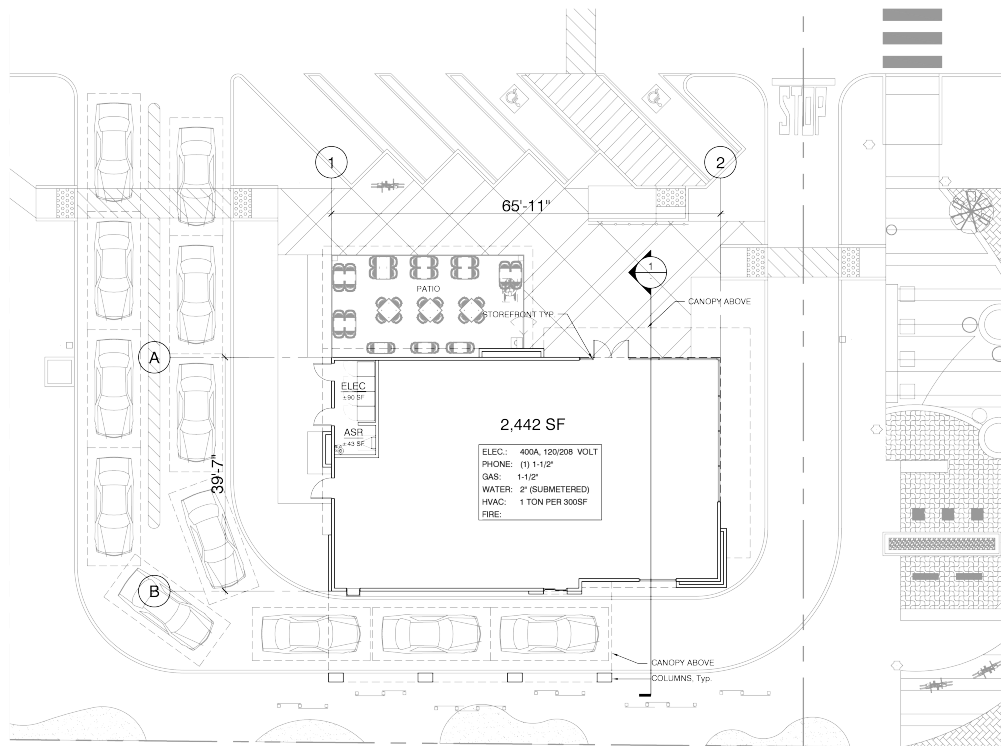 STOP
1
2
65'-11"
1
PATIO
CANOPY ABOVE
STOREFRONT TYP.
A
ELEC
±90 SF
2,442 SF
ASR
±43 SF
ELEC.: 400A, 120/208 VOLT
PHONE: (1) 1-1/2"
GAS: 1-1/2"
WATER: 2" (SUBMETERED)
HVAC: 1 TON PER 300SF
FIRE:
39'-7"
B
CANOPY ABOVE
COLUMNS, Typ.